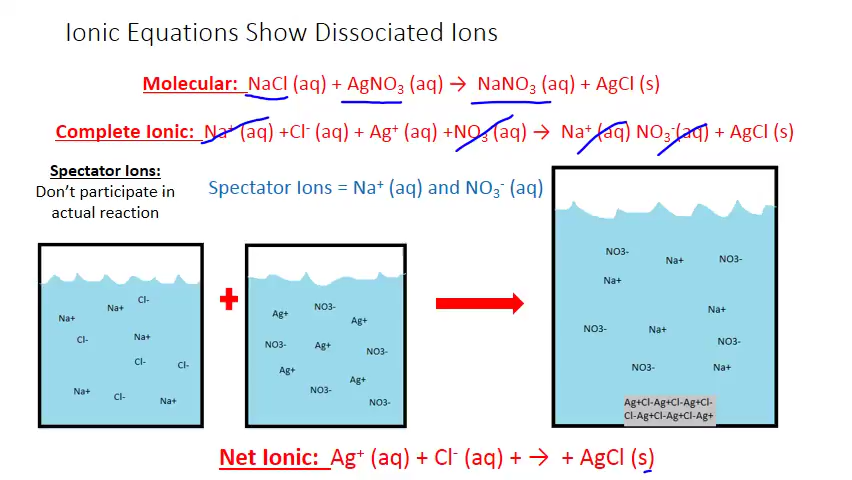 Ionic Equations Show Dissociated Ions
Molecular: NaCl (aq) + AgNO₃ (aq) → NaNO₃ (aq) + AgCl (s)
Complete Ionic: Na⁺ (aq) +Cl⁻ (aq) + Ag⁺ (aq) +NO₃⁻ (aq) → Na⁺ (aq) NO₃⁻(aq) + AgCl (s)
Spectator Ions:
Don't participate in
actual reaction
Spectator Ions = Na⁺ (aq) and NO₃⁻ (aq)
Cl-
Na+
Na+
Cl-
Na+
Cl-
Cl-
Na+
Cl-
Na+
+
NO3-
Ag+
Ag+
NO3-
Ag+
NO3-
Ag+
Ag+
NO3-
NO3-
NO3-
Na+
NO3-
Na+
Na+
NO3-
Na+
NO3-
NO3-
Na+
Ag+Cl-Ag+Cl-Ag+Cl-
Cl-Ag+Cl-Ag+Cl-Ag+
Net Ionic: Ag⁺ (aq) + Cl⁻ (aq) + → + AgCl (s)